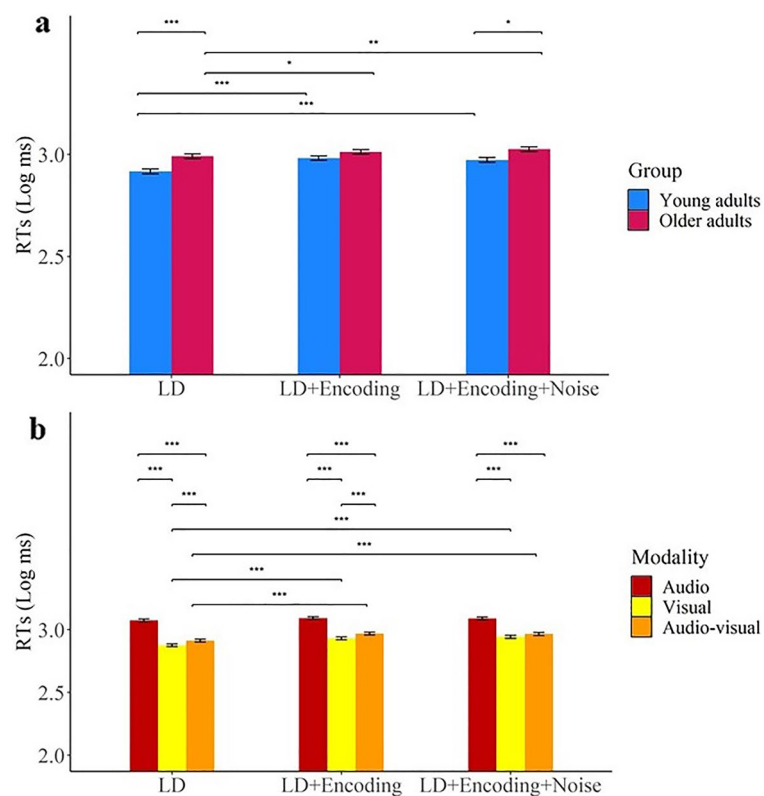 a
***
*
**
*
***
***
RTs (Log ms)
3.0
2.5
2.0
LD
LD+Encoding
LD+Encoding+Noise
Group
Young adults
Older adults
b
*** *** ***
*** *** ***
*** ***
***
***
***
***
RTs (Log ms)
3.0
2.5
2.0
LD
LD+Encoding
LD+Encoding+Noise
Modality
Audio
Visual
Audio-visual